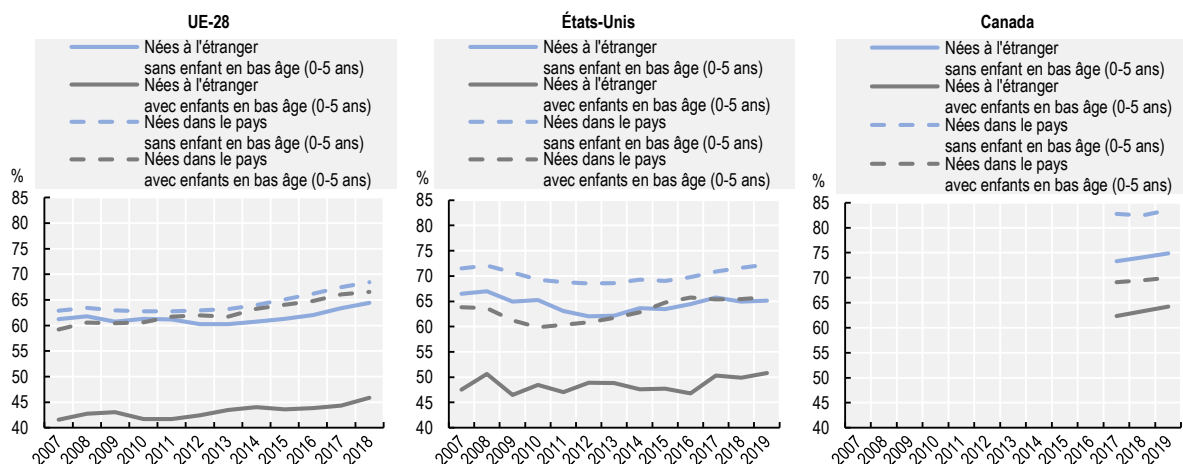 UE-28
Nées à l'étranger
sans enfant en bas âge (0-5 ans)
Nées à l'étranger
avec enfants en bas âge (0-5 ans)
Nées dans le pays
sans enfant en bas âge (0-5 ans)
Nées dans le pays
avec enfants en bas âge (0-5 ans)
%
85
80
75
70
65
60
55
50
45
40
2007
2008
2009
2010
2011
2012
2013
2014
2015
2016
2017
2018
États-Unis
Nées à l'étranger
sans enfant en bas âge (0-5 ans)
Nées à l'étranger
avec enfants en bas âge (0-5 ans)
Nées dans le pays
sans enfant en bas âge (0-5 ans)
Nées dans le pays
avec enfants en bas âge (0-5 ans)
%
85
80
75
70
65
60
55
50
45
40
2007
2008
2009
2010
2011
2012
2013
2014
2015
2016
2017
2018
2019
Canada
Nées à l'étranger
sans enfant en bas âge (0-5 ans)
Nées à l'étranger
avec enfants en bas âge (0-5 ans)
Nées dans le pays
sans enfant en bas âge (0-5 ans)
Nées dans le pays
avec enfants en bas âge (0-5 ans)
%
85
80
75
70
65
60
55
50
45
40
2007
2008
2009
2010
2011
2012
2013
2014
2015
2016
2017
2018
2019